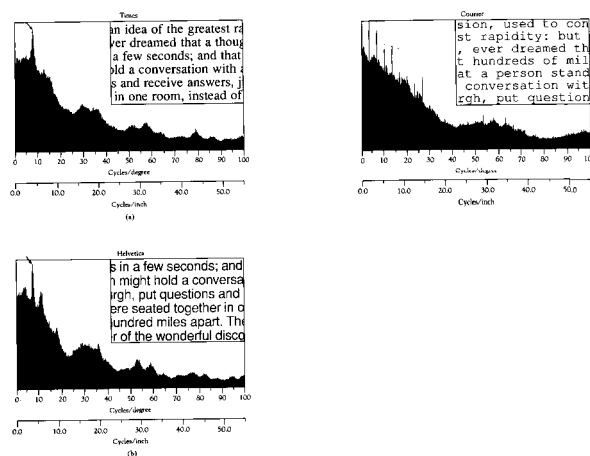 Times
an idea of the greatest ra
ver dreamed that a thoug
a few seconds; and that
old a conversation with a
s and receive answers, j
in one room, instead of
0 10 20 30 40 50 60 70 80 90 100
Cycles/degree
0.0 10.0 20.0 30.0 40.0 50.0
Cycles/inch
(a)
Courier
sion, used to con
st rapidity: but
, ever dreamed th
t hundreds of mil
at a person stand
conversation wit
rgh, put question
0 10 20 30 40 50 60 70 80 90 100
Cycles/degree
0.0 10.0 20.0 30.0 40.0 50.0
Cycles/inch
Helvetica
s in a few seconds; and
n might hold a conversa
urgh, put questions and
ere seated together in o
hundred miles apart. The
r of the wonderful disco
0 10 20 30 40 50 60 70 80 90 100
Cycles/degree
0.0 10.0 20.0 30.0 40.0 50.0
Cycles/inch
(b)